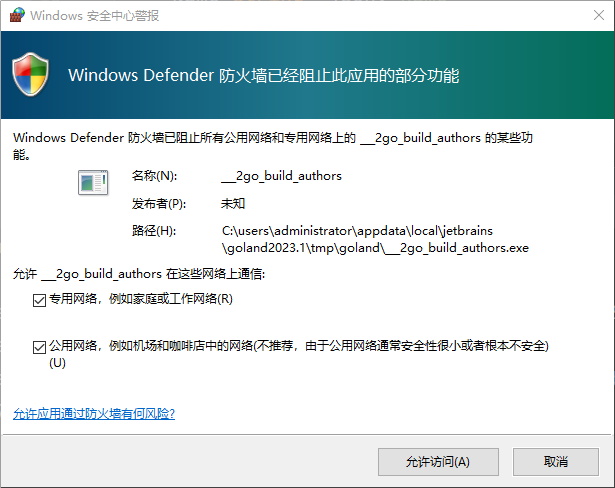 Windows 安全中心警报
Windows Defender 防火墙已经阻止此应用的部分功能
Windows Defender 防火墙已阻止所有公用网络和专用网络上的 ___2go_build_authors 的某些功
能。
名称(N): ___2go_build_authors
发布者(P): 未知
路径(H): C:\users\administrator\appdata\local\jetbrains
\goland2023.1\tmp\goland\___2go_build_authors.exe
允许 ___2go_build_authors 在这些网络上通信:
专用网络，例如家庭或工作网络(R)
公用网络，例如机场和咖啡店中的网络(不推荐，由于公用网络通常安全性很小或者根本不安全)
(U)
允许应用通过防火墙有何风险?
允许访问(A) 取消